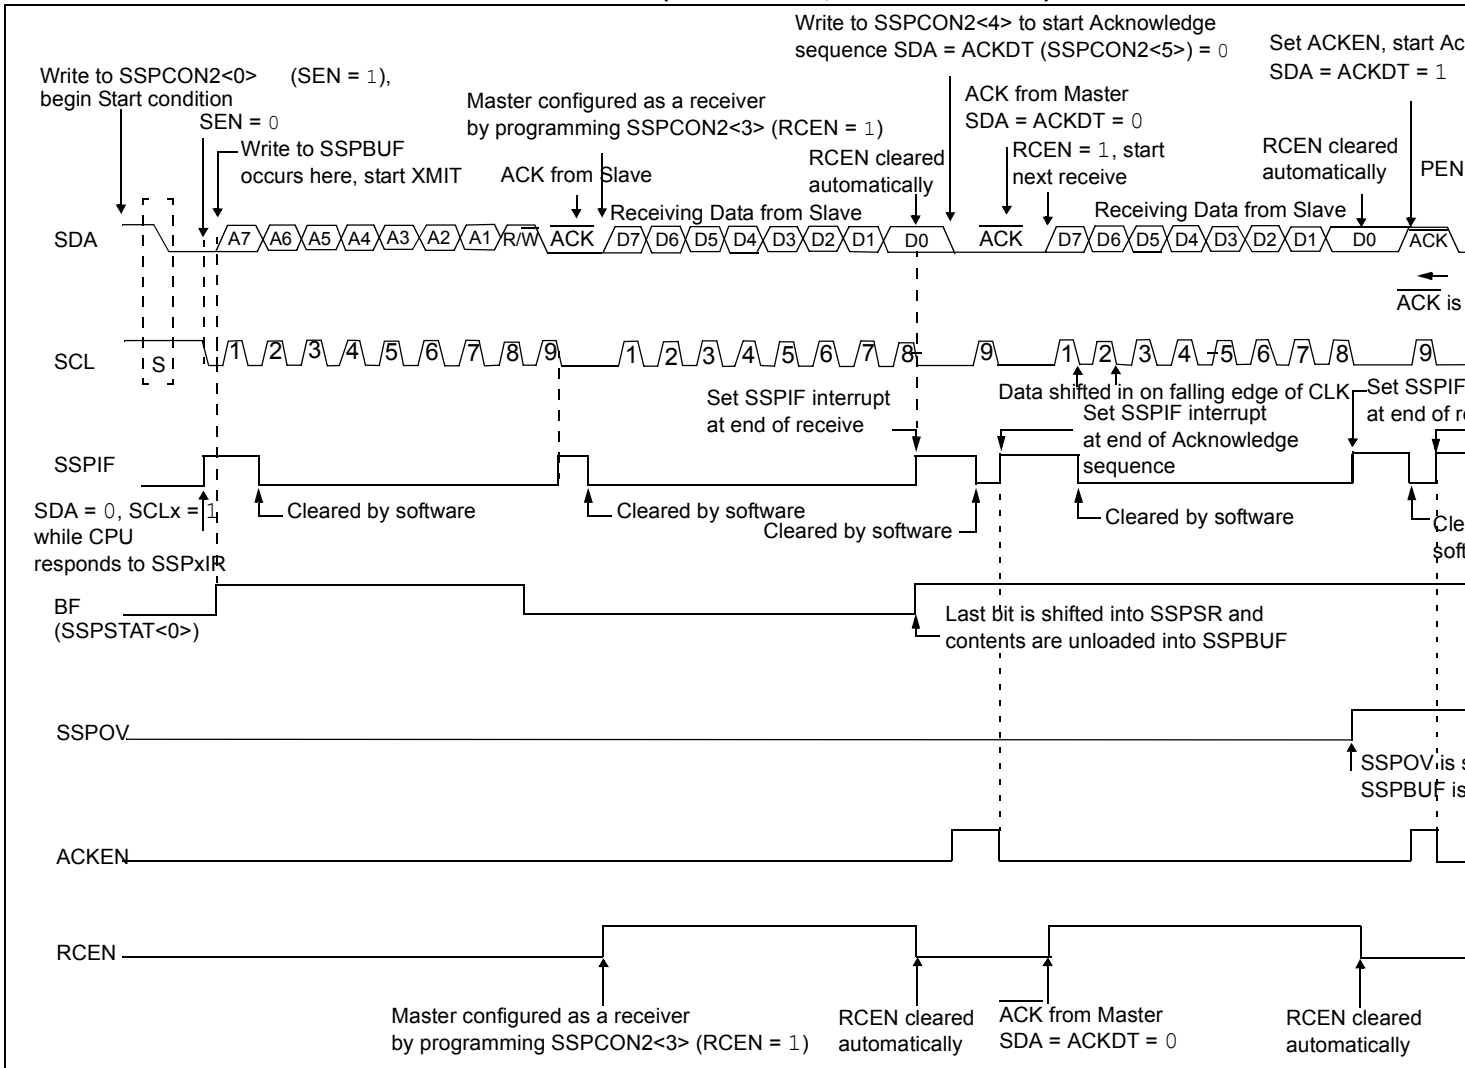 Write to SSPCON2<4> to start Acknowledge
sequence SDA = ACKDT (SSPCON2<5>) = 0
Set ACKEN, start Ac
SDA = ACKDT = 1
Write to SSPCON2<0> (SEN = 1),
begin Start condition
SEN = 0
Write to SSPBUF
occurs here, start XMIT
Master configured as a receiver
by programming SSPCON2<3> (RCEN = 1)
ACK from Slave
ACK from Master
SDA = ACKDT = 0
RCEN cleared
automatically
RCEN = 1, start
next receive
RCEN cleared
automatically
PEN
Receiving Data from Slave
Receiving Data from Slave
SDA A7 A6 A5 A4 A3 A2 A1 R/W ACK D7 D6 D5 D4 D3 D2 D1 D0 ACK D7 D6 D5 D4 D3 D2 D1 D0 ACK
ACK is
SCL S 1 2 3 4 5 6 7 8 9 1 2 3 4 5 6 7 8 9 1 2 3 4 5 6 7 8 9
Data shifted in on falling edge of CLK
Set SSPIF interrupt
at end of receive
Set SSPIF interrupt
at end of Acknowledge
sequence
Set SSPIF
at end of r
SSPIF
SDA = 0, SCLx = 1
while CPU
responds to SSPxIR
Cleared by software
Cleared by software
Cleared by software
Cleared by software
Cle
soft
BF
(SSPSTAT<0>)
Last bit is shifted into SSPSR and
contents are unloaded into SSPBUF
SSPOV
SSPOV is s
SSPBUF is
ACKEN
RCEN
Master configured as a receiver
by programming SSPCON2<3> (RCEN = 1)
RCEN cleared
automatically
ACK from Master
SDA = ACKDT = 0
RCEN cleared
automatically